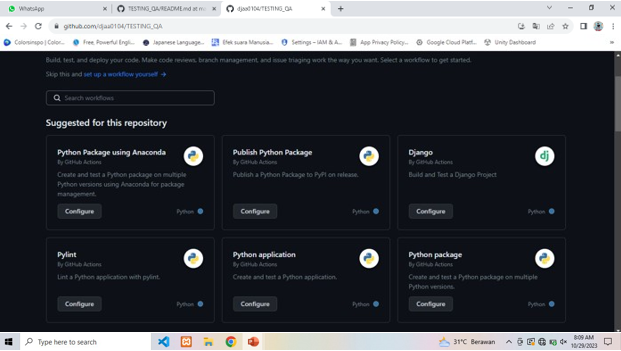 WhatsApp
TESTING_QA/README.md at m
djaa0104/TESTING_QA
github.com/djaa0104/TESTING_QA
Colorsinspo | Color...
Free, Powerful Engli...
Japanese Language...
Efek suara Manusia...
Settings – IAM & A...
App Privacy Policy...
Google Cloud Platf...
Unity Dashboard
Build, test, and deploy your code. Make code reviews, branch management, and issue triaging work the way you want. Select a workflow to get started.
Skip this and set up a workflow yourself →
Search workflows
Suggested for this repository
Python Package using Anaconda
By GitHub Actions
Create and test a Python package on multiple
Python versions using Anaconda for package
management.
Configure
Python
Publish Python Package
By GitHub Actions
Publish a Python Package to PyPI on release.
Configure
Python
Django
By GitHub Actions
Build and Test a Django Project
Configure
Python
Pylint
By GitHub Actions
Lint a Python application with pylint.
Configure
Python
Python application
By GitHub Actions
Create and test a Python application.
Configure
Python
Python package
By GitHub Actions
Create and test a Python package on multiple
Python versions.
Configure
Python
Type here to search
31°C Berawan
8:09 AM
10/29/2023